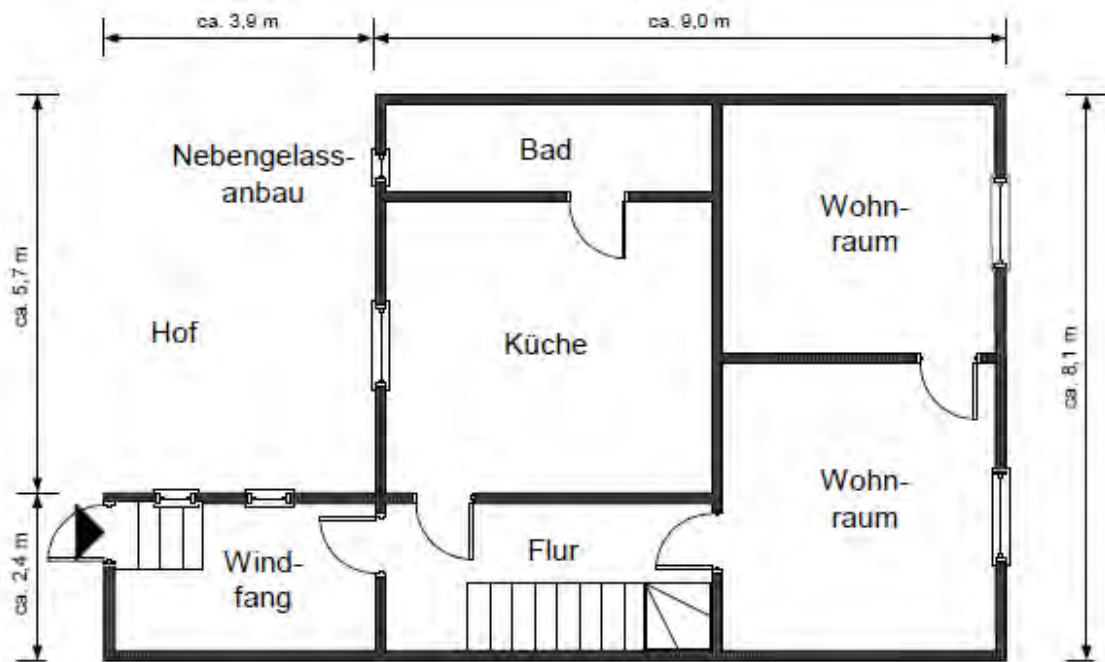 ca. 3,9 m
ca. 9,0 m
Nebengelass-
anbau
Bad
Wohn-
raum
ca. 5,7 m
Hof
Küche
ca. 8,1 m
Wohn-
raum
ca. 2,4 m
Wind-
fang
Flur